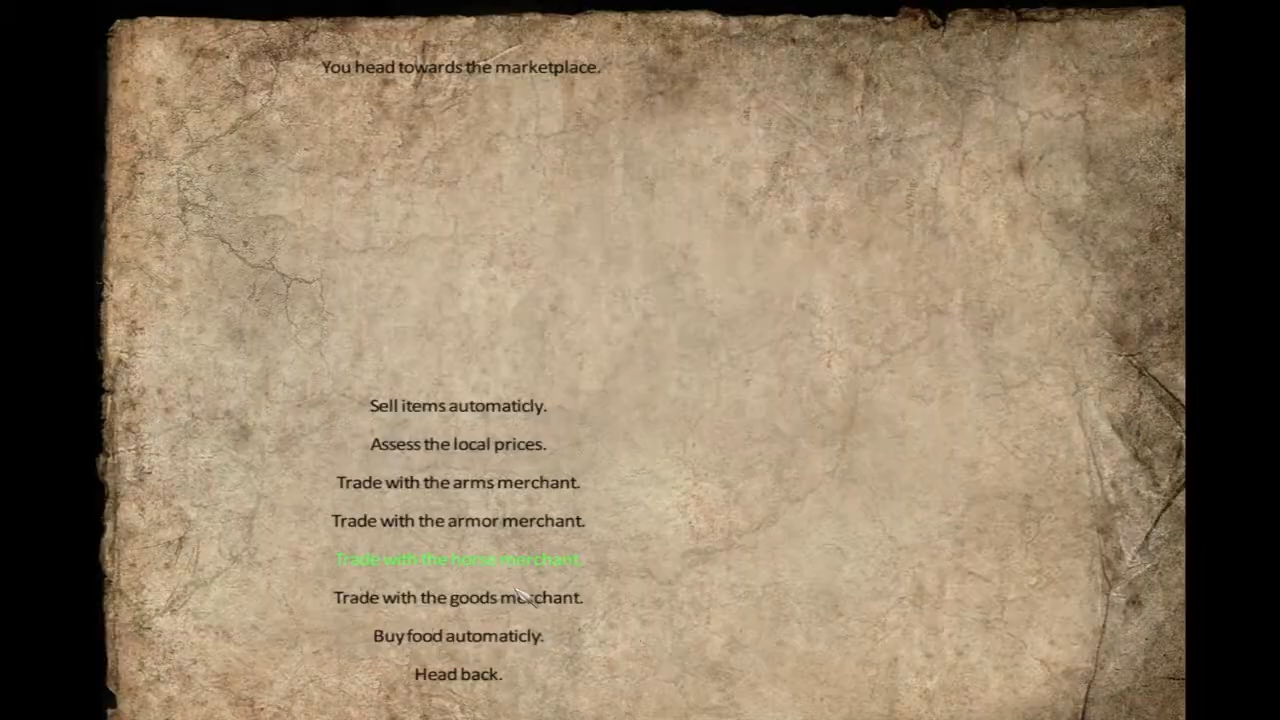 You head towards the marketplace.
Sell items automaticly.
Assess the local prices.
Trade with the arms merchant.
Trade with the armor merchant.
Trade with the horse merchant.
Trade with the goods merchant.
Buy food automaticly.
Head back.